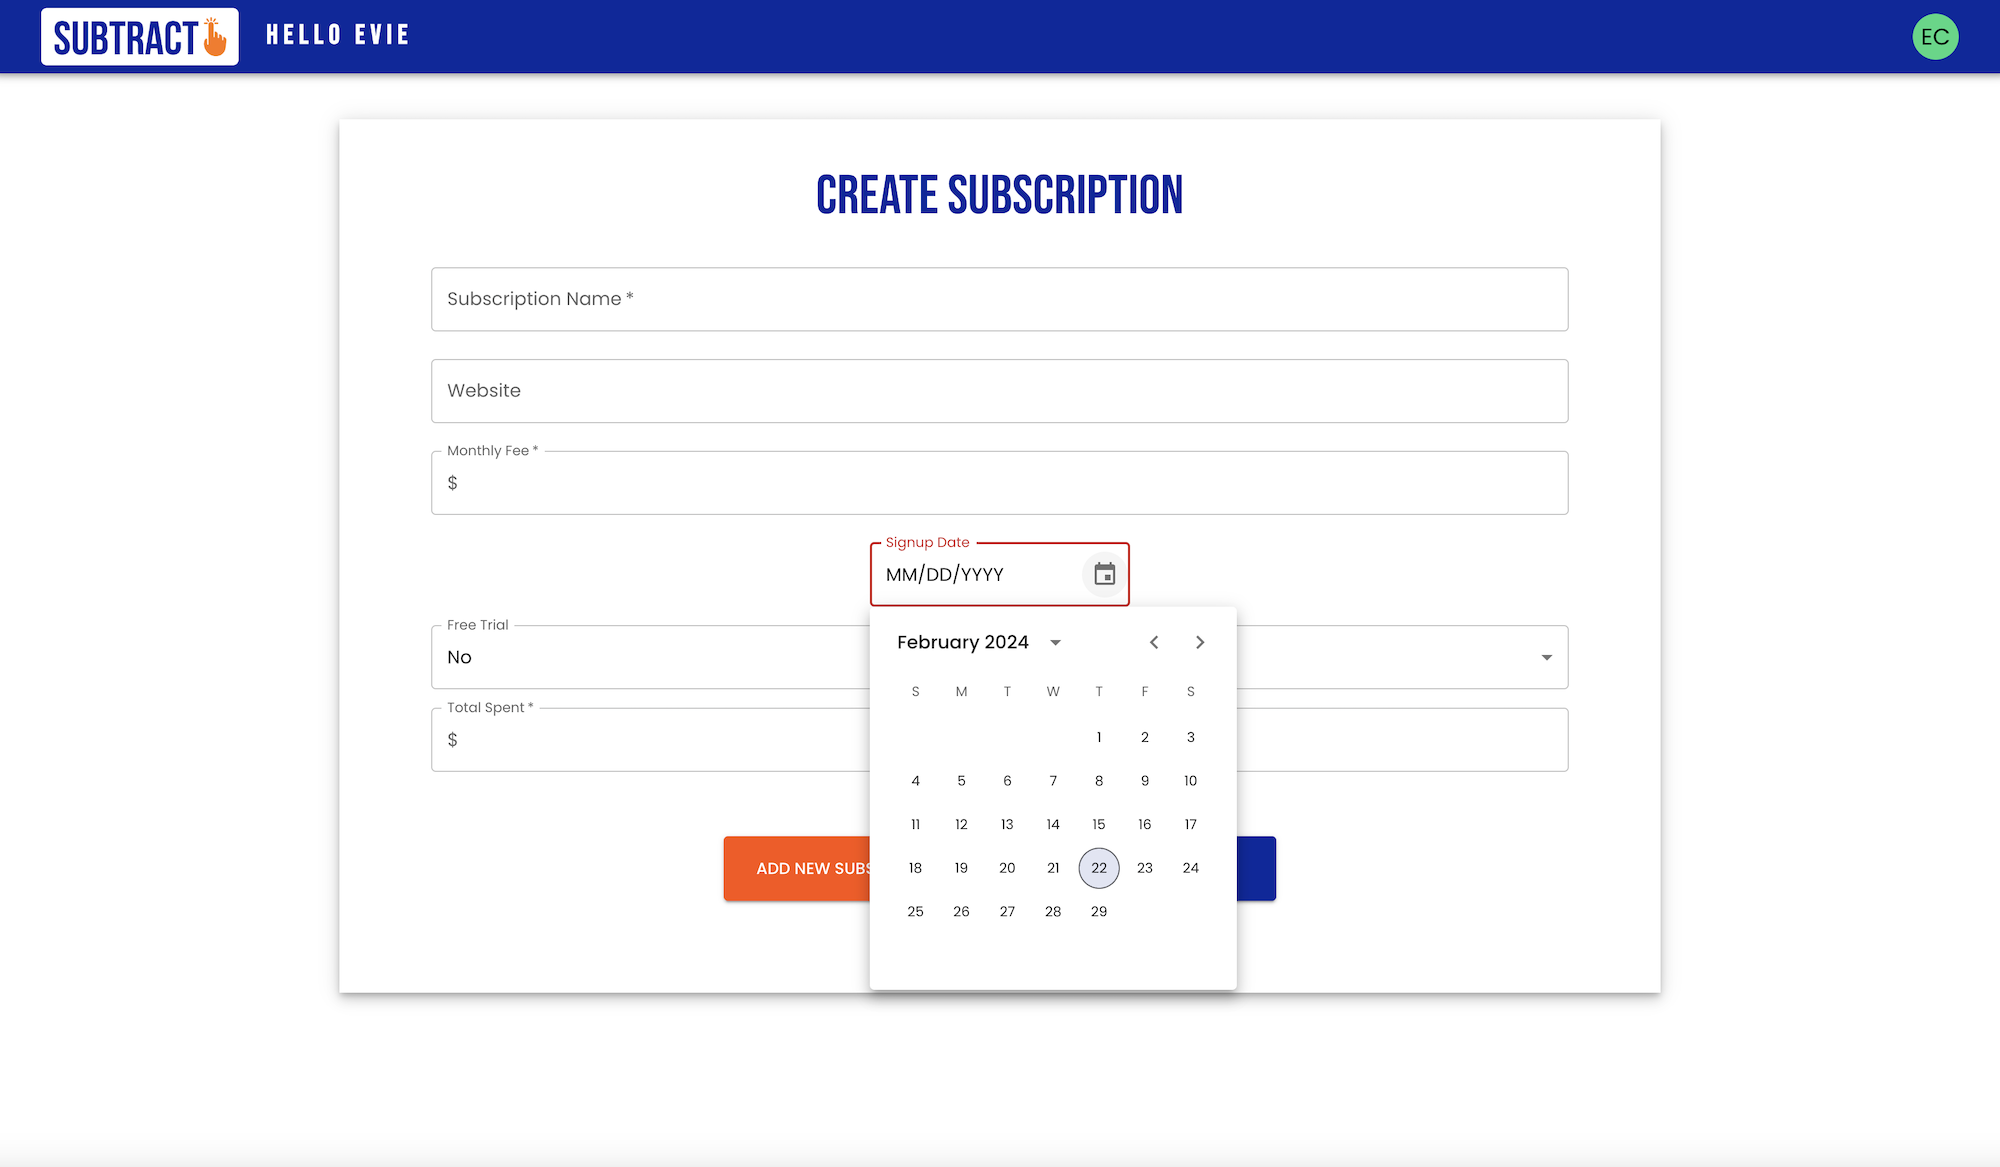 SUBTRACT HELLO EVIE EC
CREATE SUBSCRIPTION
Subscription Name *
Website
Monthly Fee *
$
Signup Date
MM/DD/YYYY
Free Trial
No
February 2024
S M T W T F S
Total Spent *
$
1 2 3
4 5 6 7 8 9 10
11 12 13 14 15 16 17
ADD NEW SUBS
18 19 20 21 22 23 24
25 26 27 28 29